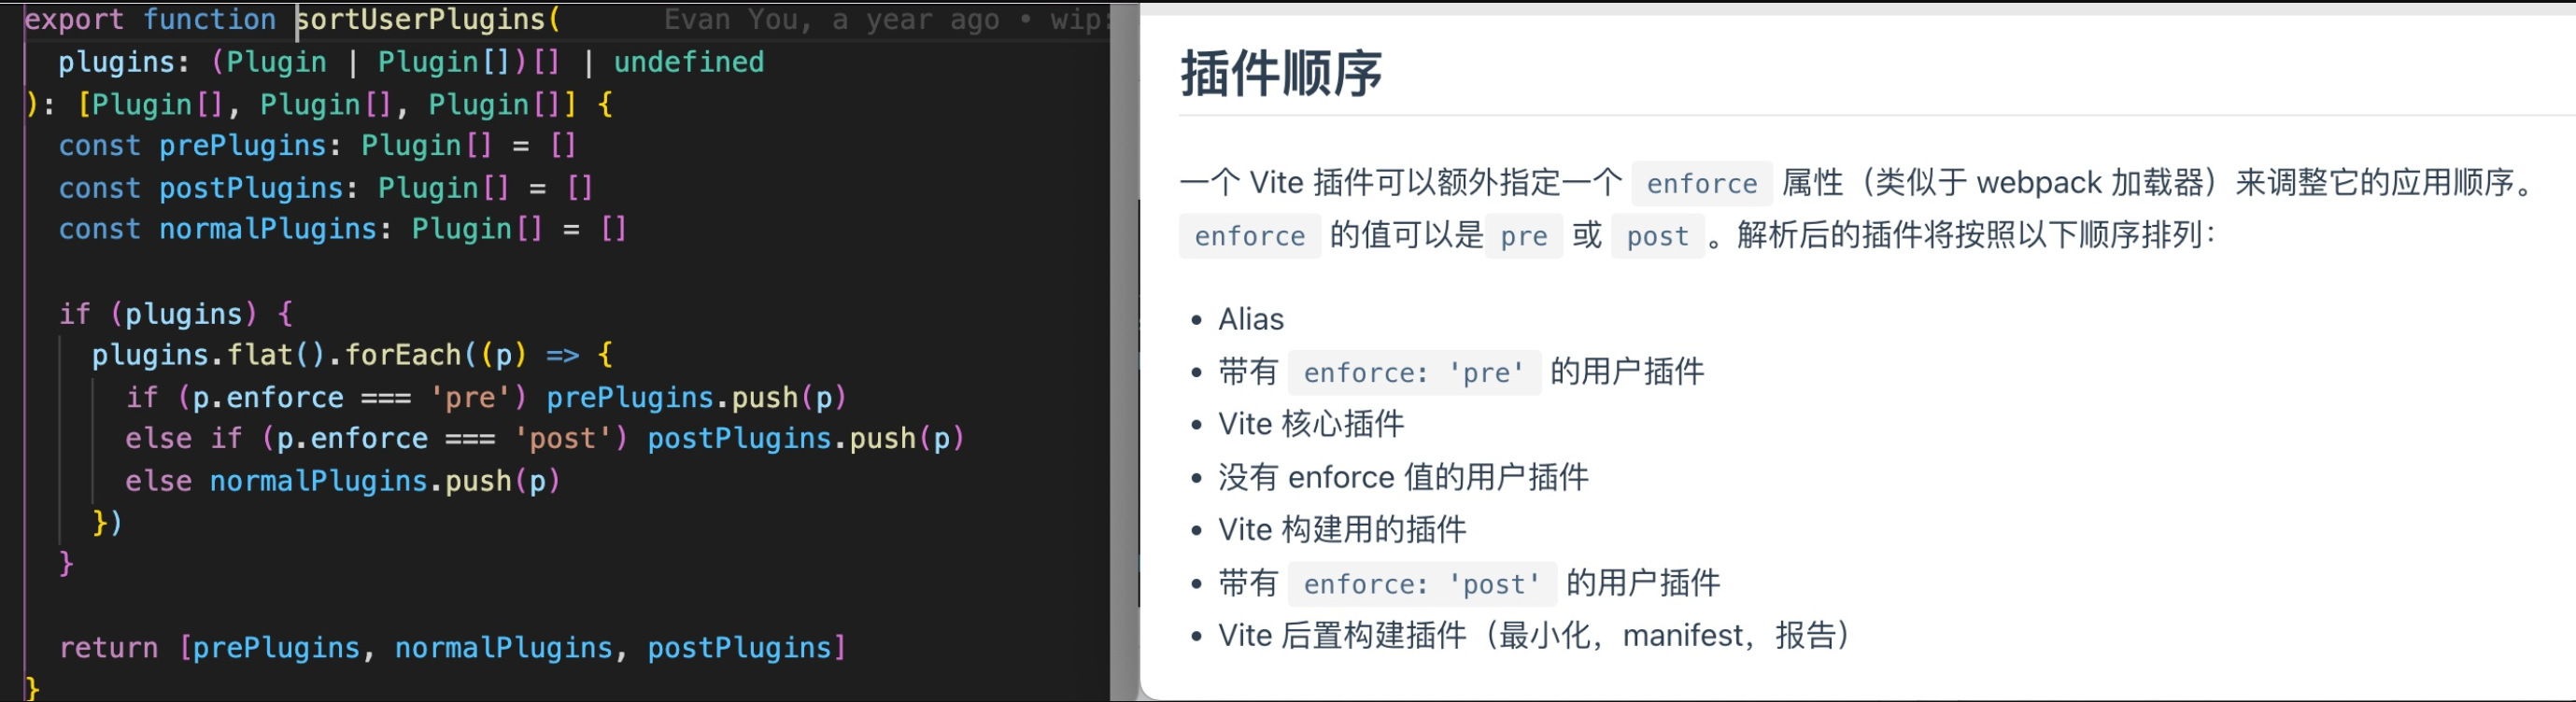 export function sortUserPlugins(    Evan You, a year ago • wip:
  plugins: (Plugin | Plugin[])[] | undefined
): [Plugin[], Plugin[], Plugin[]] {
  const prePlugins: Plugin[] = []
  const postPlugins: Plugin[] = []
  const normalPlugins: Plugin[] = []
  if (plugins) {
    plugins.flat().forEach((p) => {
      if (p.enforce === 'pre') prePlugins.push(p)
      else if (p.enforce === 'post') postPlugins.push(p)
      else normalPlugins.push(p)
    })
  }
  return [prePlugins, normalPlugins, postPlugins]
}
插件顺序
一个 Vite 插件可以额外指定一个 enforce 属性（类似于 webpack 加载器）来调整它的应用顺序。
enforce 的值可以是 pre 或 post 。解析后的插件将按照以下顺序排列：
• Alias
• 带有 enforce: 'pre' 的用户插件
• Vite 核心插件
• 没有 enforce 值的用户插件
• Vite 构建用的插件
• 带有 enforce: 'post' 的用户插件
• Vite 后置构建插件（最小化，manifest，报告）